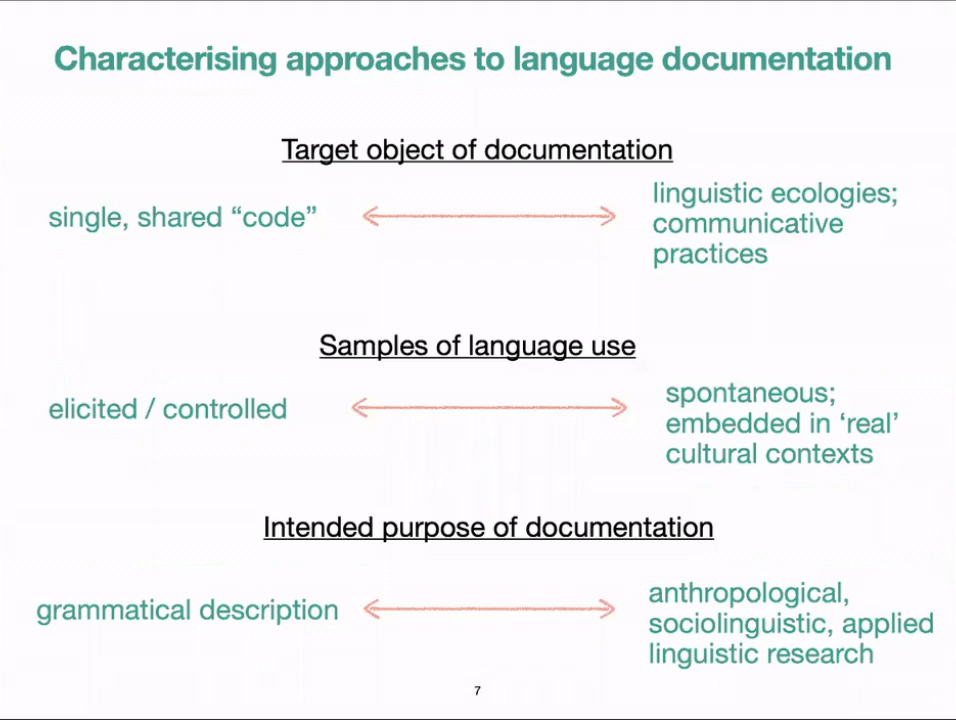 Characterising approaches to language documentation
Target object of documentation
single, shared “code”
linguistic ecologies;
communicative
practices
Samples of language use
elicited / controlled
spontaneous;
embedded in ‘real’
cultural contexts
Intended purpose of documentation
grammatical description
anthropological,
sociolinguistic, applied
linguistic research
7